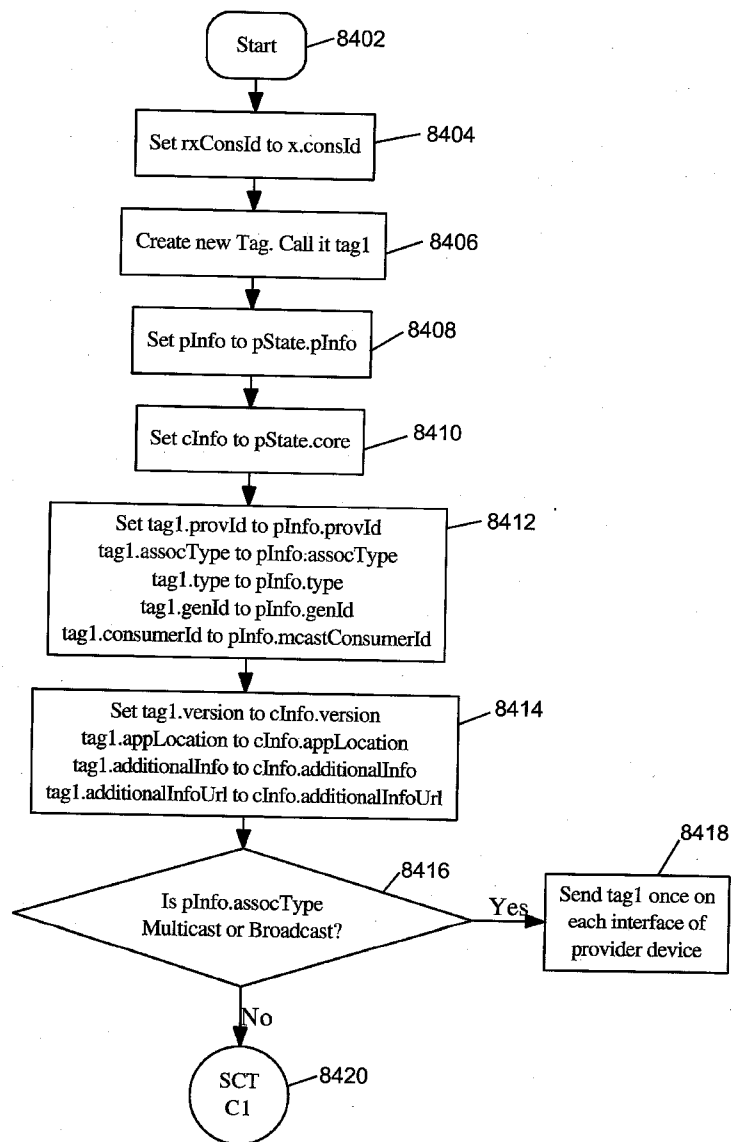 Start
8402
Set rxConsId to x.consId
8404
Create new Tag. Call it tag1
8406
Set pInfo to pState.pInfo
8408
Set cInfo to pState.core
8410
Set tag1.provId to pInfo.provId
tag1.assocType to pInfo.assocType
tag1.type to pInfo.type
tag1.genId to pInfo.genId
tag1.consumerId to pInfo.mcastConsumerId
8412
Set tag1.version to cInfo.version
tag1.appLocation to cInfo.appLocation
tag1.additionalInfo to cInfo.additionalInfo
tag1.additionalInfoUrl to cInfo.additionalInfoUrl
8414
Is pInfo.assocType
Multicast or Broadcast?
8416
Yes
Send tag1 once on
each interface of
provider device
8418
No
SCT
C1
8420